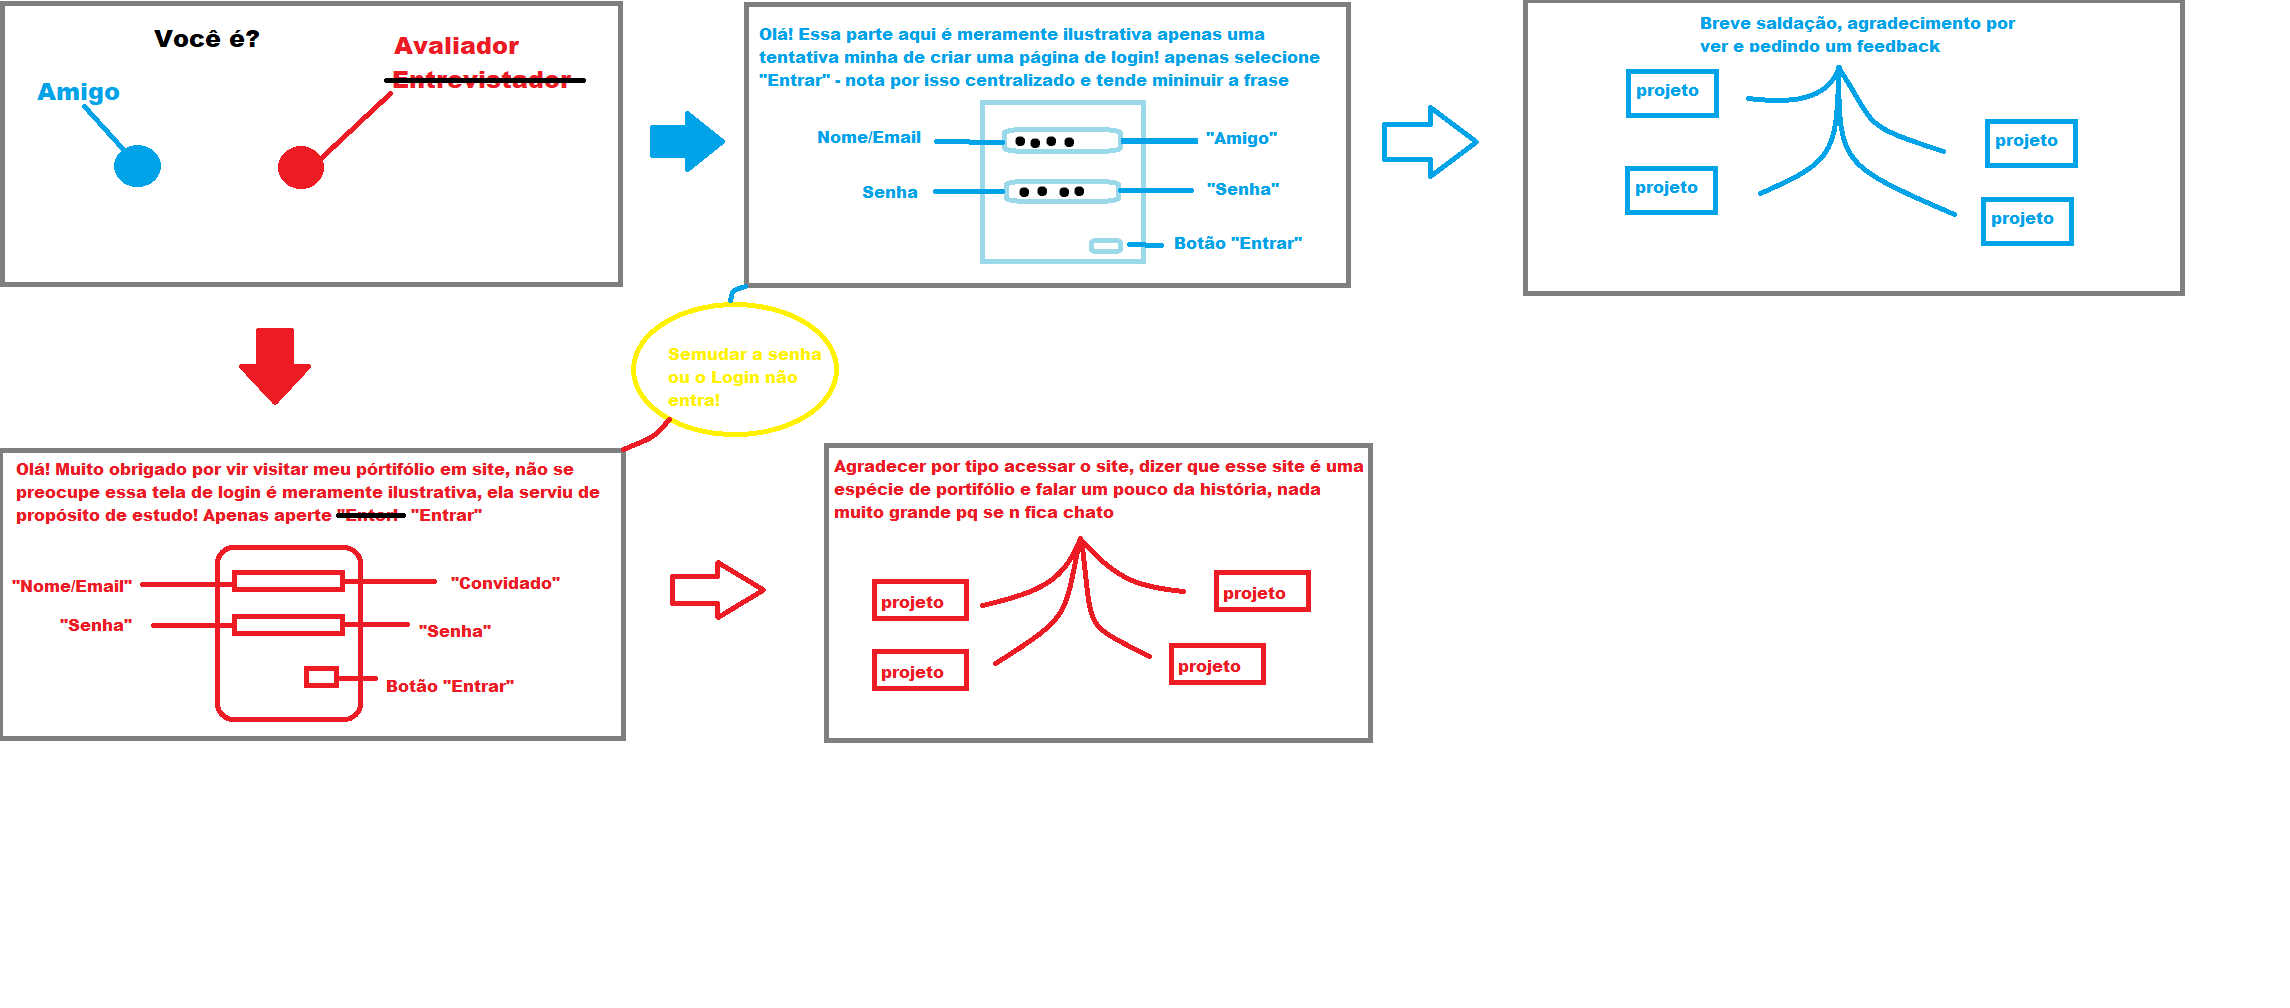 Você é?
Amigo
Avaliador
Entrevistador
Olá! Essa parte aqui é meramente ilustrativa apenas uma
tentativa minha de criar uma página de login! apenas selecione
"Entrar" - nota por isso centralizado e tende mininuir a frase
Nome/Email
"Amigo"
Senha
"Senha"
Botão "Entrar"
Breve saldação, agradecimento por
ver e pedindo um feedback
projeto
projeto
projeto
projeto
Semudar a senha
ou o Login não
entra!
Olá! Muito obrigado por vir visitar meu pórtifólio em site, não se
preocupe essa tela de login é meramente ilustrativa, ela serviu de
propósito de estudo! Apenas aperte "Entrar"
"Nome/Email"
"Convidado"
"Senha"
"Senha"
Botão "Entrar"
Agradecer por tipo acessar o site, dizer que esse site é uma
espécie de portifólio e falar um pouco da história, nada
muito grande pq se n fica chato
projeto
projeto
projeto
projeto